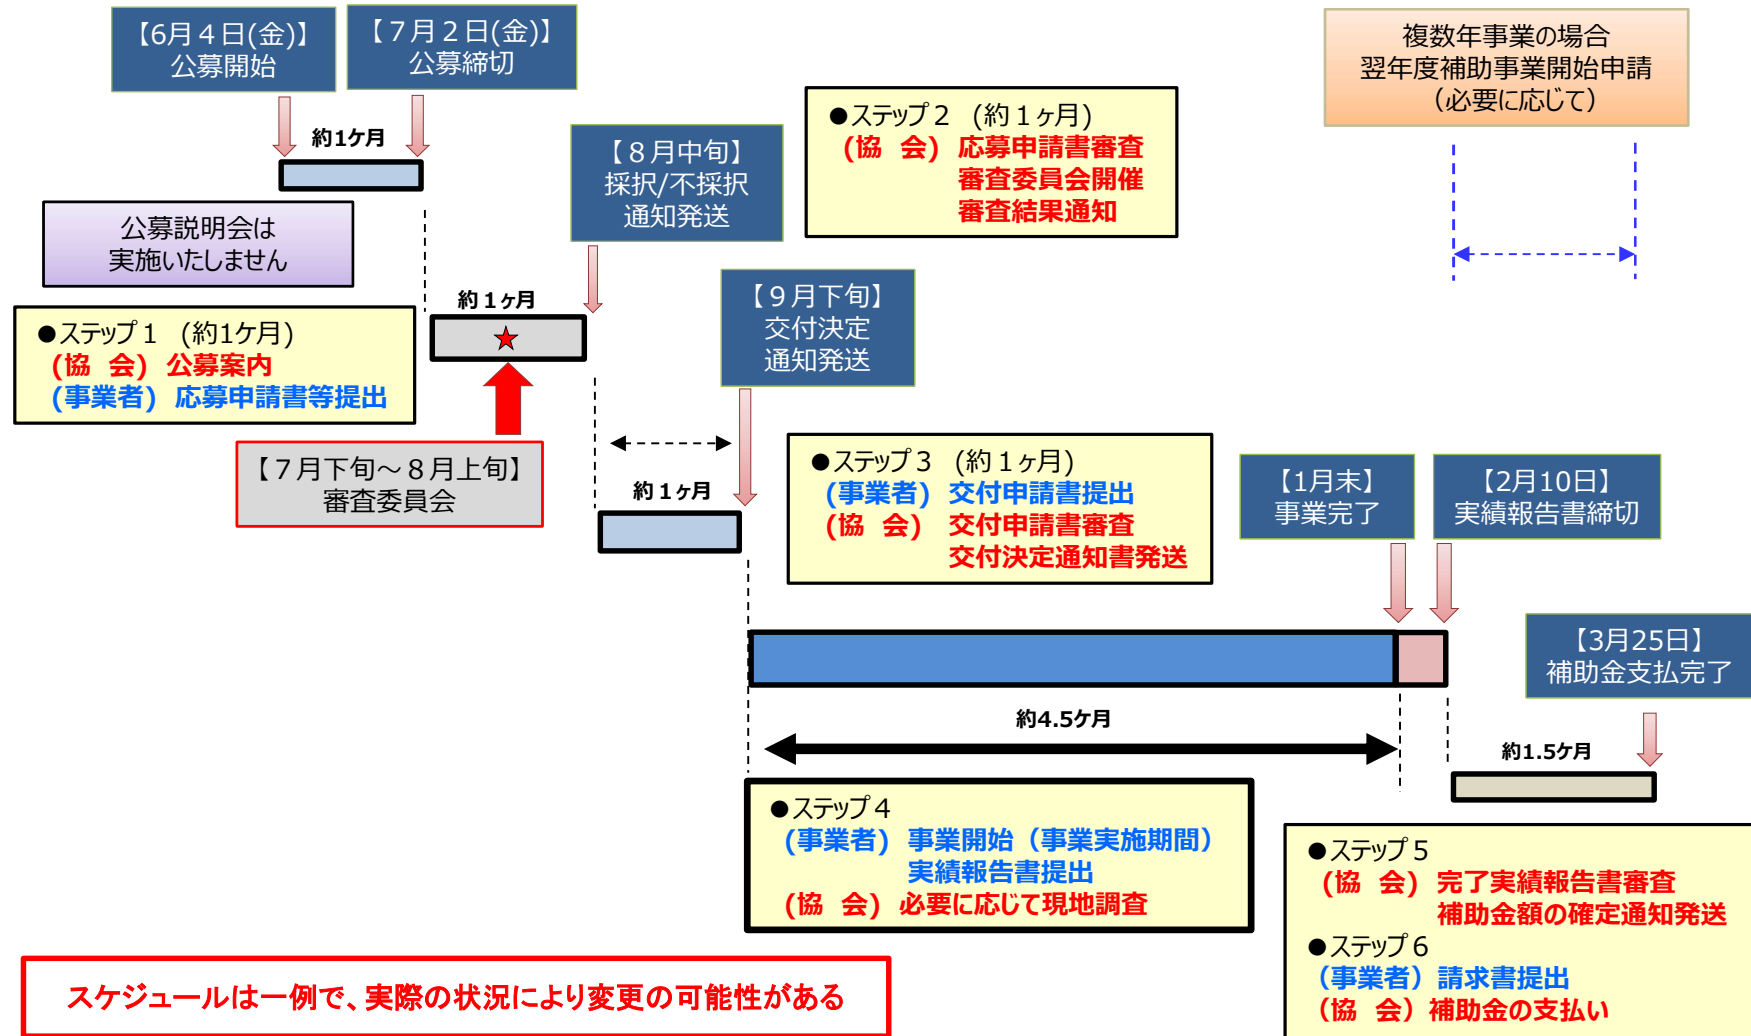 【6月４日(金)】
公募開始
【７月２日(金)】
公募締切
複数年事業の場合
翌年度補助事業開始申請
（必要に応じて）
約1ケ月
●ステップ２ (約１ヶ月)
(協　会) 応募申請書審査
審査委員会開催
審査結果通知
【８月中旬】
採択/不採択
通知発送
公募説明会は
実施いたしません
約１ヶ月
【９月下旬】
交付決定
通知発送
●ステップ１ (約1ケ月)
(協　会) 公募案内
(事業者) 応募申請書等提出
【７月下旬～８月上旬】
審査委員会
約１ヶ月
●ステップ３ (約１ヶ月)
(事業者) 交付申請書提出
(協　会) 交付申請書審査
交付決定通知書発送
【1月末】
事業完了
【2月10日】
実績報告書締切
【3月25日】
補助金支払完了
約4.5ケ月
約1.5ケ月
●ステップ４
(事業者) 事業開始（事業実施期間）
実績報告書提出
(協　会) 必要に応じて現地調査
●ステップ５
(協　会) 完了実績報告書審査
補助金額の確定通知発送
●ステップ６
（事業者）請求書提出
（協　会）補助金の支払い
スケジュールは一例で、実際の状況により変更の可能性がある